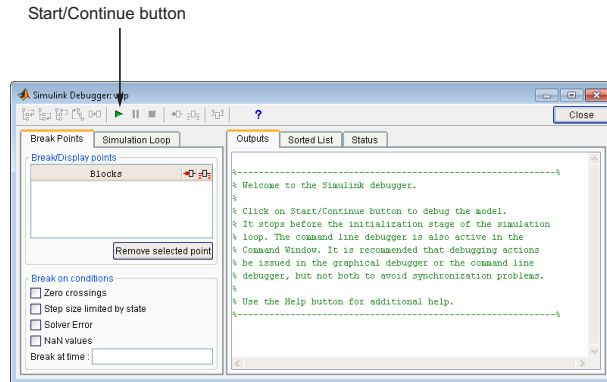 Start/Continue button
Simulink Debugger: vdp
?
Close
Break Points Simulation Loop
Outputs Sorted List Status
Break/Display points
Blocks
Remove selected point
Break on conditions
Zero crossings
Step size limited by state
Solver Error
NaN values
Break at time :
%----------------------------------------------------------------%
% Welcome to the Simulink debugger.
%
% Click on Start/Continue button to debug the model.
% It stops before the initialization stage of the simulation
% loop. The command line debugger is also active in the
% Command Window. It is recommended that debugging actions
% be issued in the graphical debugger or the command line
% debugger, but not both to avoid synchronization problems.
%
% Use the Help button for additional help.
%----------------------------------------------------------------%